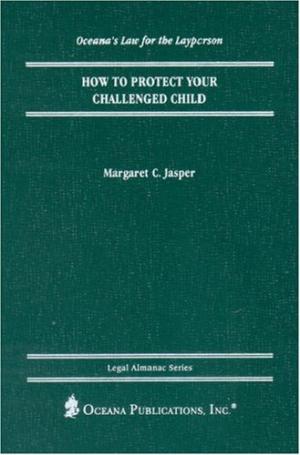 Oceana's Law for the Layperson
HOW TO PROTECT YOUR
CHALLENGED CHILD
Margaret C. Jasper
Legal Almanac Series
OCEANA PUBLICATIONS, INC.®